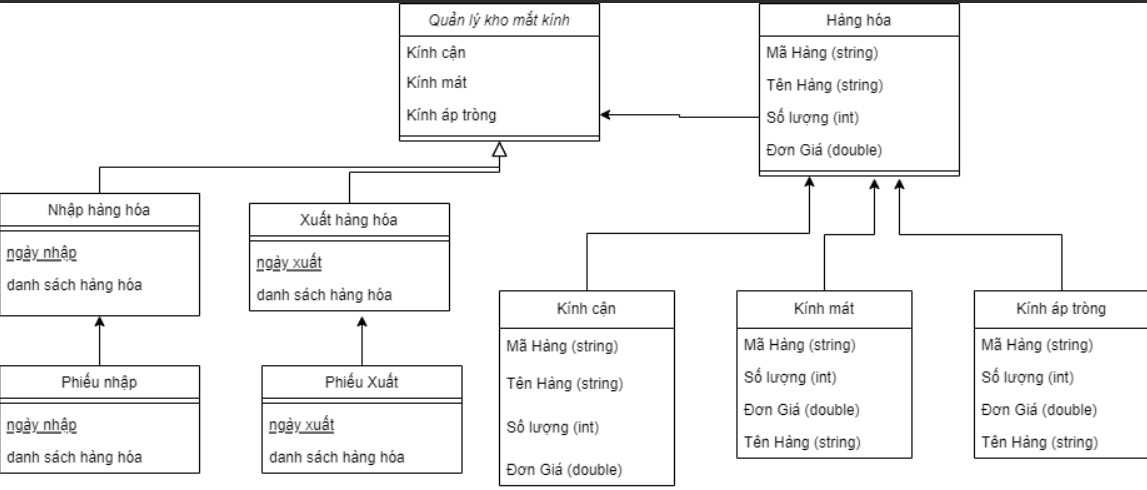 Quản lý kho mắt kính
Kính cận
Kính mát
Kính áp tròng
Hàng hóa
Mã Hàng (string)
Tên Hàng (string)
Số lượng (int)
Đơn Giá (double)
Nhập hàng hóa
ngày nhập
danh sách hàng hóa
Xuất hàng hóa
ngày xuất
danh sách hàng hóa
Phiếu nhập
ngày nhập
danh sách hàng hóa
Phiếu Xuất
ngày xuất
danh sách hàng hóa
Kính cận
Mã Hàng (string)
Tên Hàng (string)
Số lượng (int)
Đơn Giá (double)
Kính mát
Mã Hàng (string)
Số lượng (int)
Đơn Giá (double)
Tên Hàng (string)
Kính áp tròng
Mã Hàng (string)
Số lượng (int)
Đơn Giá (double)
Tên Hàng (string)